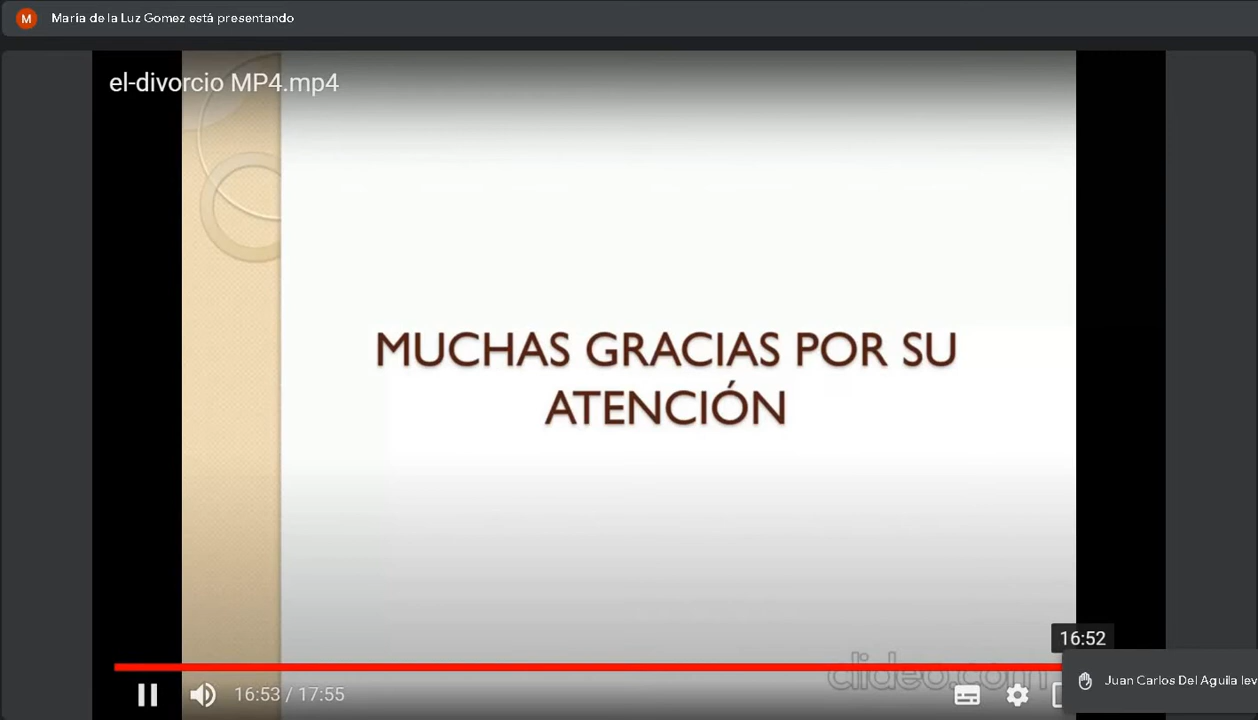 M
Maria de la Luz Gomez está presentando
el-divorcio MP4.mp4
MUCHAS GRACIAS POR SU
ATENCIÓN
16:52
clideo.com
16:53 / 17:55
Juan Carlos Del Aguila lev